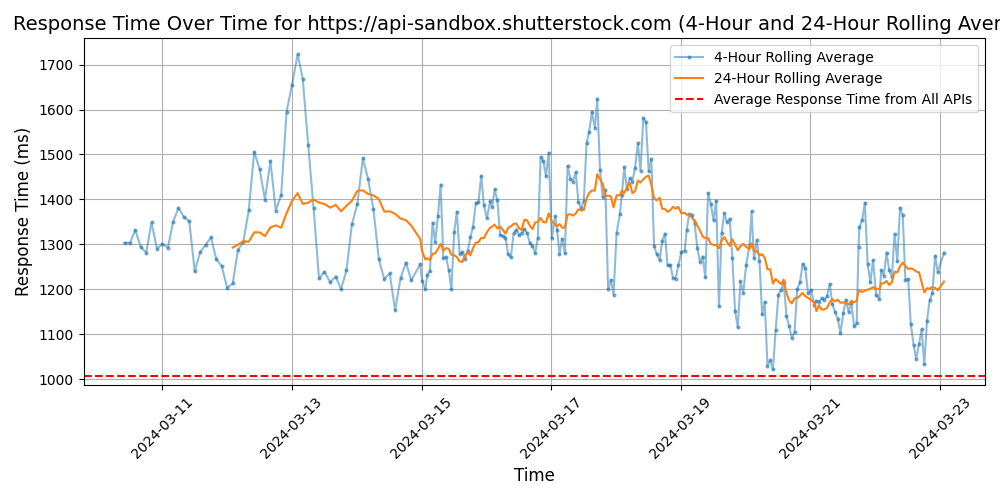 Response Time Over Time for https://api-sandbox.shutterstock.com (4-Hour and 24-Hour Rolling Aver
4-Hour Rolling Average
24-Hour Rolling Average
Average Response Time from All APIs
Response Time (ms)
1700
1600
1500
1400
1300
1200
1100
1000
2024-03-11
2024-03-13
2024-03-15
2024-03-17
2024-03-19
2024-03-21
2024-03-23
Time